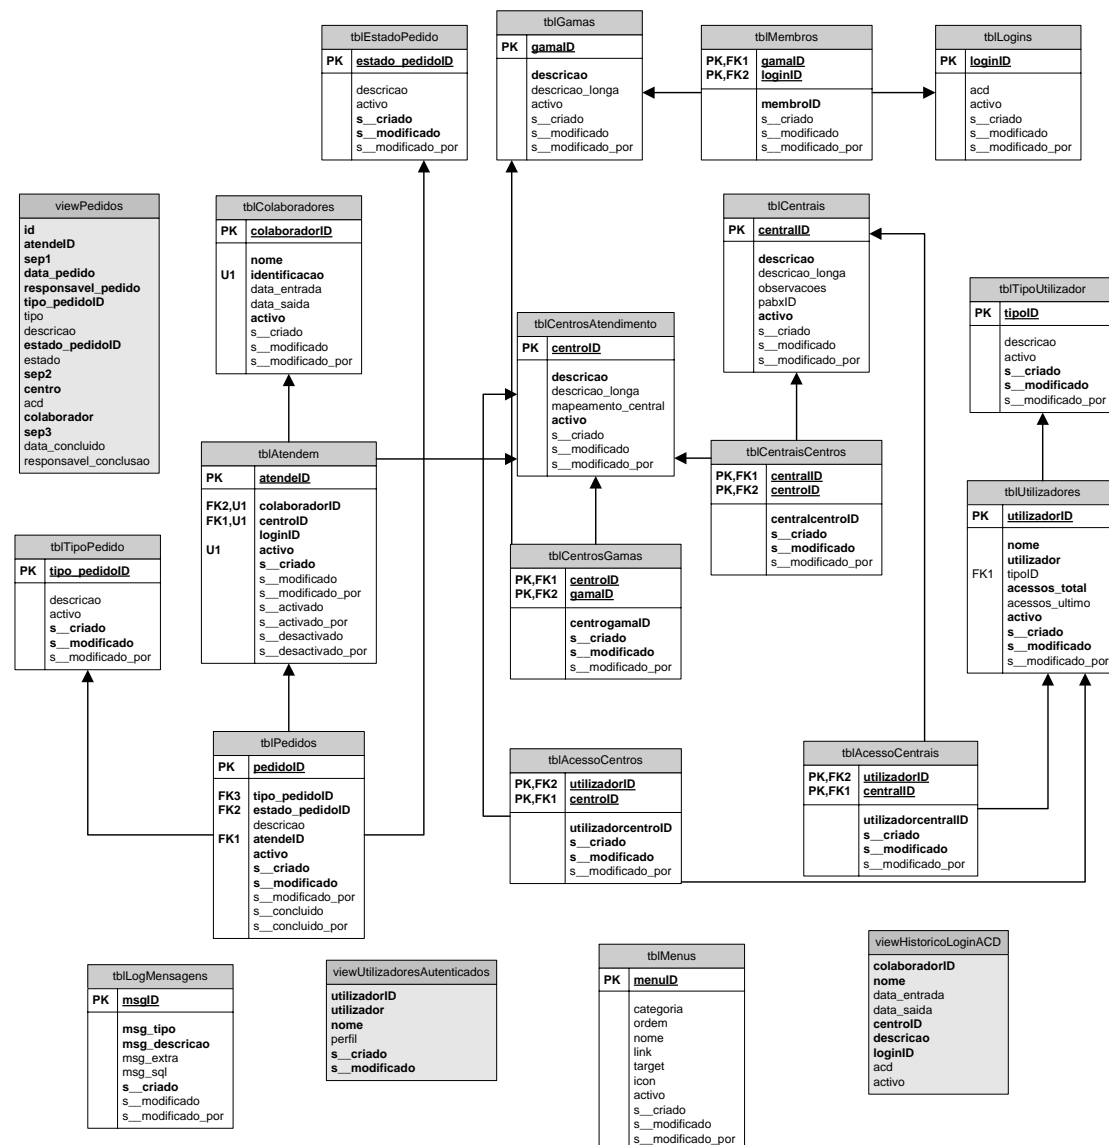 tblEstadoPedido
PK estado_pedidoID
descricao
activo
s__criado
s__modificado
s__modificado_por
tblGamas
PK gamaID
descricao
descricao_longa
activo
s__criado
s__modificado
s__modificado_por
tblMembros
PK,FK1 gamaID
PK,FK2 loginID
membroID
s__criado
s__modificado
s__modificado_por
tblLogins
PK loginID
acd
activo
s__criado
s__modificado
s__modificado_por
viewPedidos
id
atendeID
sep1
data_pedido
responsavel_pedido
tipo_pedidoID
tipo
descricao
estado_pedidoID
estado
sep2
centro
acd
colaborador
sep3
data_concluido
responsavel_conclusao
tblColaboradores
PK colaboradorID
nome
U1 identificacao
data_entrada
data_saida
activo
s__criado
s__modificado
s__modificado_por
tblCentrais
PK centralID
descricao
descricao_longa
observacoes
pabxID
activo
s__criado
s__modificado
s__modificado_por
tblTipoUtilizador
PK tipoID
descricao
activo
s__criado
s__modificado
s__modificado_por
tblCentrosAtendimento
PK centroID
descricao
descricao_longa
mapeamento_central
activo
s__criado
s__modificado
s__modificado_por
tblAtendem
PK atendeID
FK2,U1 colaboradorID
FK1,U1 centroID
loginID
U1 activo
s__criado
s__modificado
s__modificado_por
s__activado
s__activado_por
s__desactivado
s__desactivado_por
tblCentraisCentros
PK,FK1 centralID
PK,FK2 centroID
centralcentroID
s__criado
s__modificado
s__modificado_por
tblUtilizadores
PK utilizadorID
nome
utilizador
FK1 tipoID
acessos_total
acessos_ultimo
activo
s__criado
s__modificado
s__modificado_por
tblTipoPedido
PK tipo_pedidoID
descricao
activo
s__criado
s__modificado
s__modificado_por
tblCentrosGamas
PK,FK1 centroID
PK,FK2 gamaID
centrogamaID
s__criado
s__modificado
s__modificado_por
tblPedidos
PK pedidoID
FK3 tipo_pedidoID
FK2 estado_pedidoID
descricao
FK1 atendeID
activo
s__criado
s__modificado
s__modificado_por
s__concluido
s__concluido_por
tblAcessoCentros
PK,FK2 utilizadorID
PK,FK1 centroID
utilizadorcentroID
s__criado
s__modificado
s__modificado_por
tblAcessoCentrais
PK,FK2 utilizadorID
PK,FK1 centralID
utilizadorcentralID
s__criado
s__modificado
s__modificado_por
tblLogMensagens
PK msgID
msg_tipo
msg_descricao
msg_extra
msg_sql
s__criado
s__modificado
s__modificado_por
viewUtilizadoresAutenticados
utilizadorID
utilizador
nome
perfil
s__criado
s__modificado
tblMenus
PK menuID
categoria
ordem
nome
link
target
icon
activo
s__criado
s__modificado
s__modificado_por
viewHistoricoLoginACD
colaboradorID
nome
data_entrada
data_saida
centroID
descricao
loginID
acd
activo